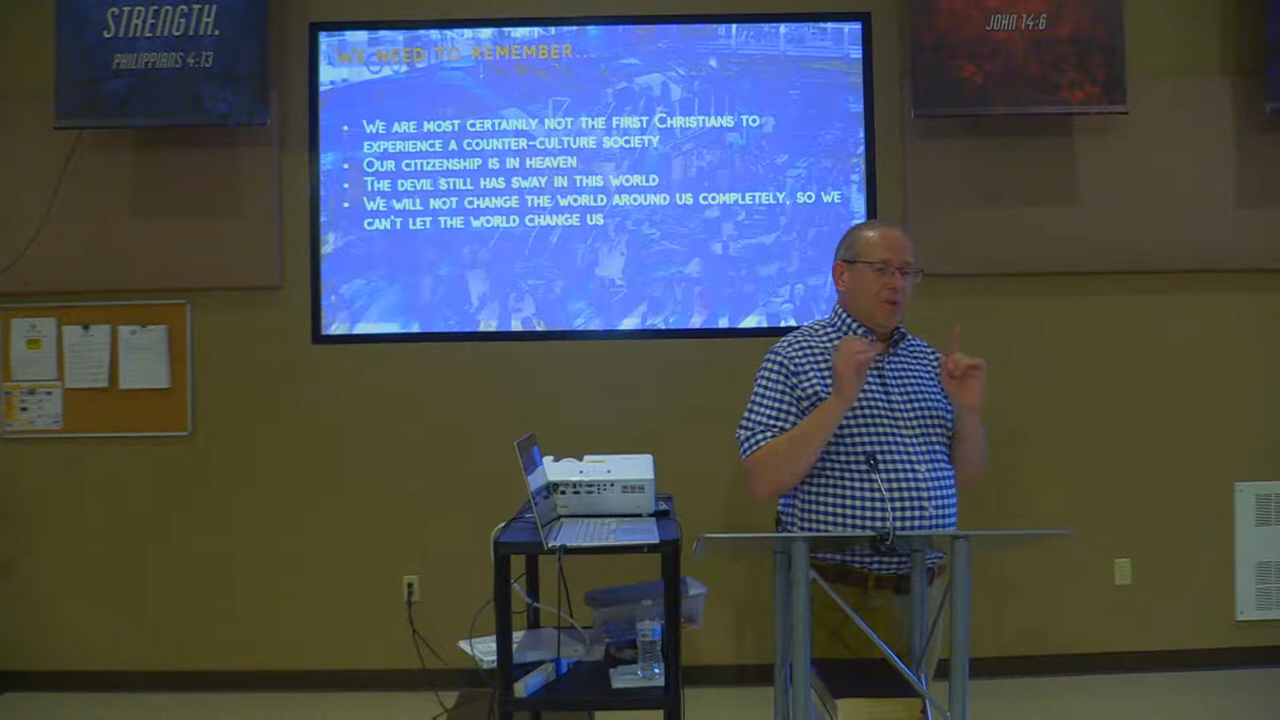 STRENGTH.
PHILIPPIANS 4:13
JOHN 14:6
WE NEED TO REMEMBER...
• WE ARE MOST CERTAINLY NOT THE FIRST CHRISTIANS TO
EXPERIENCE A COUNTER-CULTURE SOCIETY
• OUR CITIZENSHIP IS IN HEAVEN
• THE DEVIL STILL HAS SWAY IN THIS WORLD
• WE WILL NOT CHANGE THE WORLD AROUND US COMPLETELY, SO WE
CAN'T LET THE WORLD CHANGE US